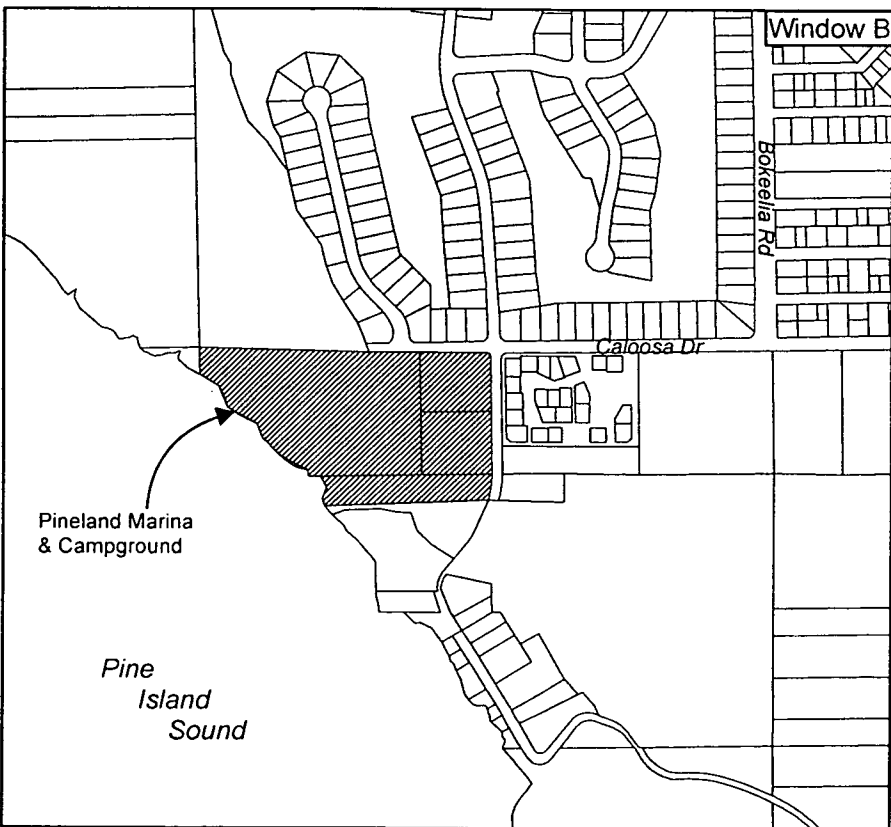 Window B
Bokeelia Rd
Caloosa Dr
Pineland Marina
& Campground
Pine
Island
Sound